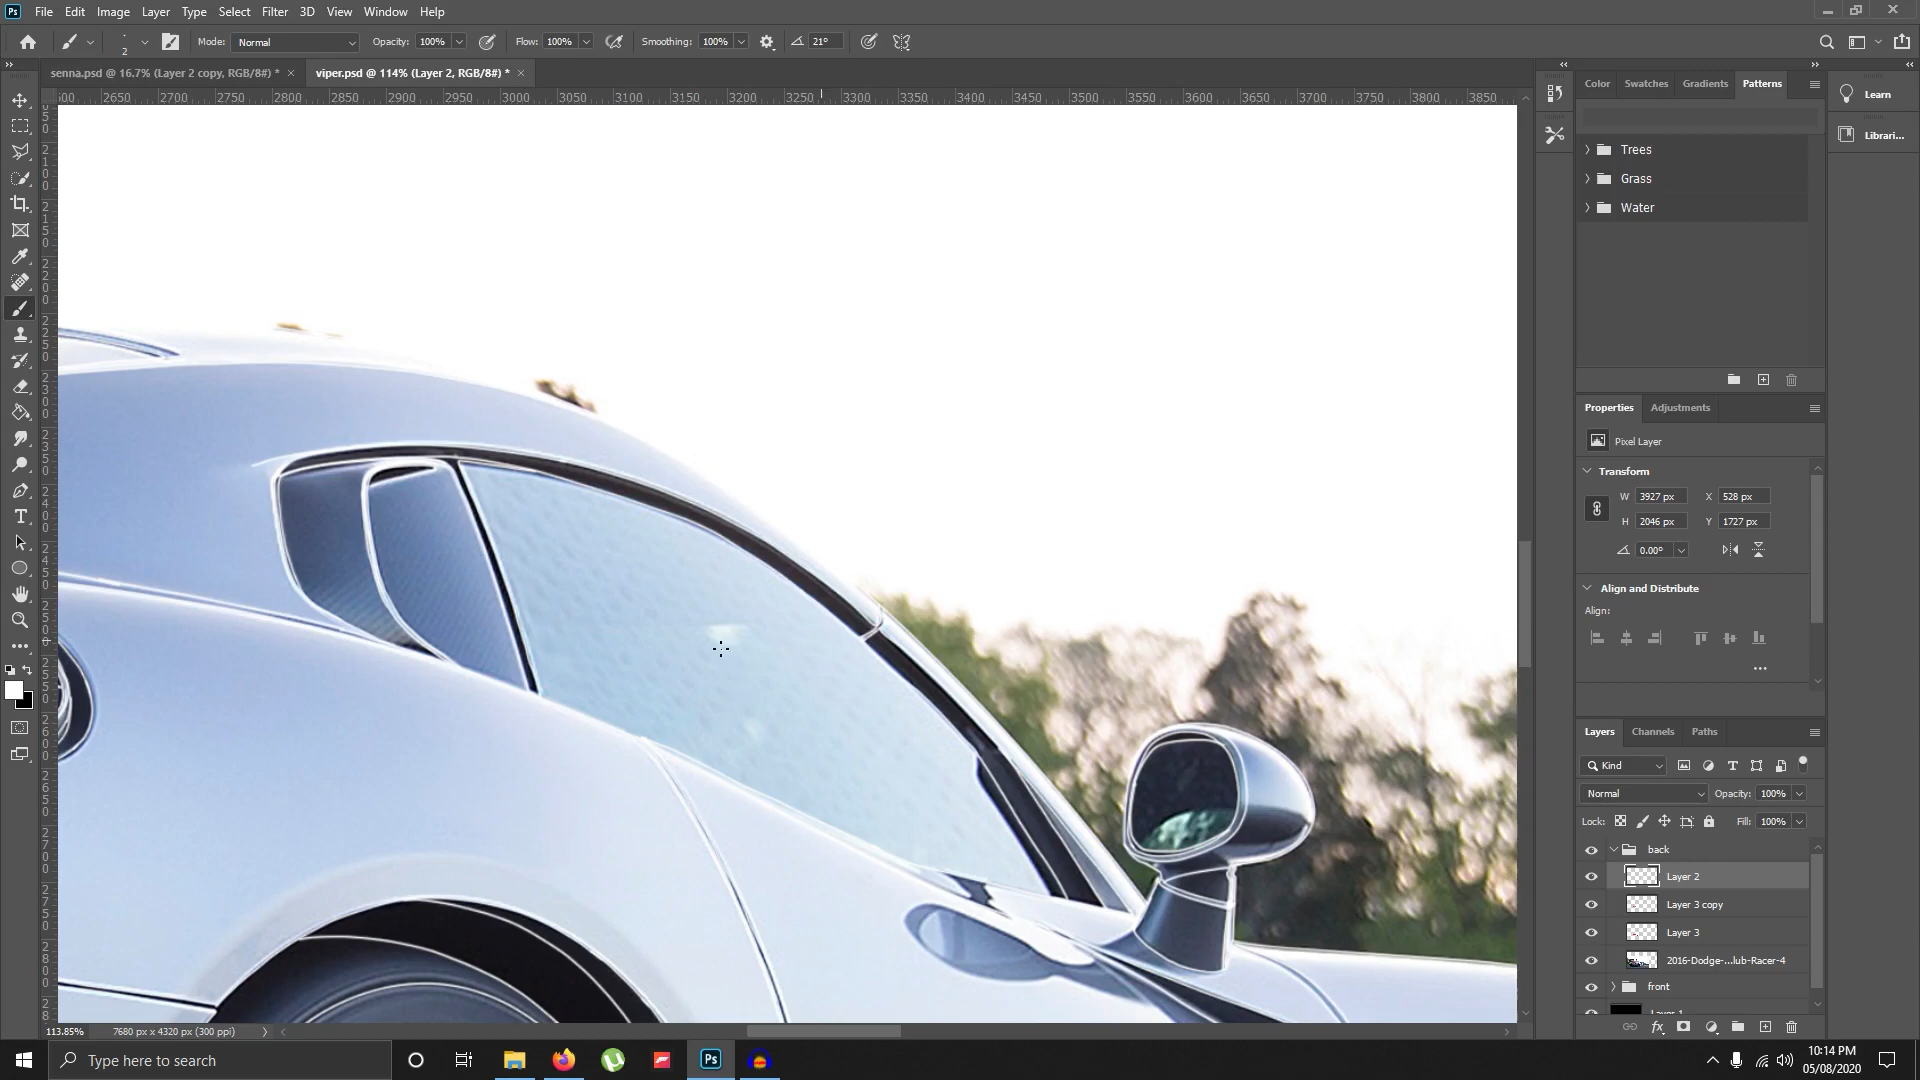 Ps File Edit Image Layer Type Select Filter 3D View Window Help
2 Mode: Normal Opacity: 100% Flow: 100% Smoothing: 100% 21°
senna.psd @ 16.7% (Layer 2 copy, RGB/8#) * × viper.psd @ 114% (Layer 2, RGB/8#) * ×
2650 2700 2750 2800 2850 2900 2950 3000 3050 3100 3150 3200 3250 3300 3350 3400 3450 3500 3550 3600 3650 3700 3750 3800 3850
Color Swatches Gradients Patterns
Learn
Librari...
Trees
Grass
Water
Properties Adjustments
Pixel Layer
Transform
W 3927 px X 528 px
H 2046 px Y 1727 px
0.00°
Align and Distribute
Align:
...
Layers Channels Paths
Kind
Normal Opacity: 100%
Lock: Fill: 100%
back
Layer 2
Layer 3 copy
Layer 3
2016-Dodge-...lub-Racer-4
front
Layer 1
fx
113.85% 7680 px x 4320 px (300 ppi)
Type here to search
Ps
10:14 PM
05/08/2020